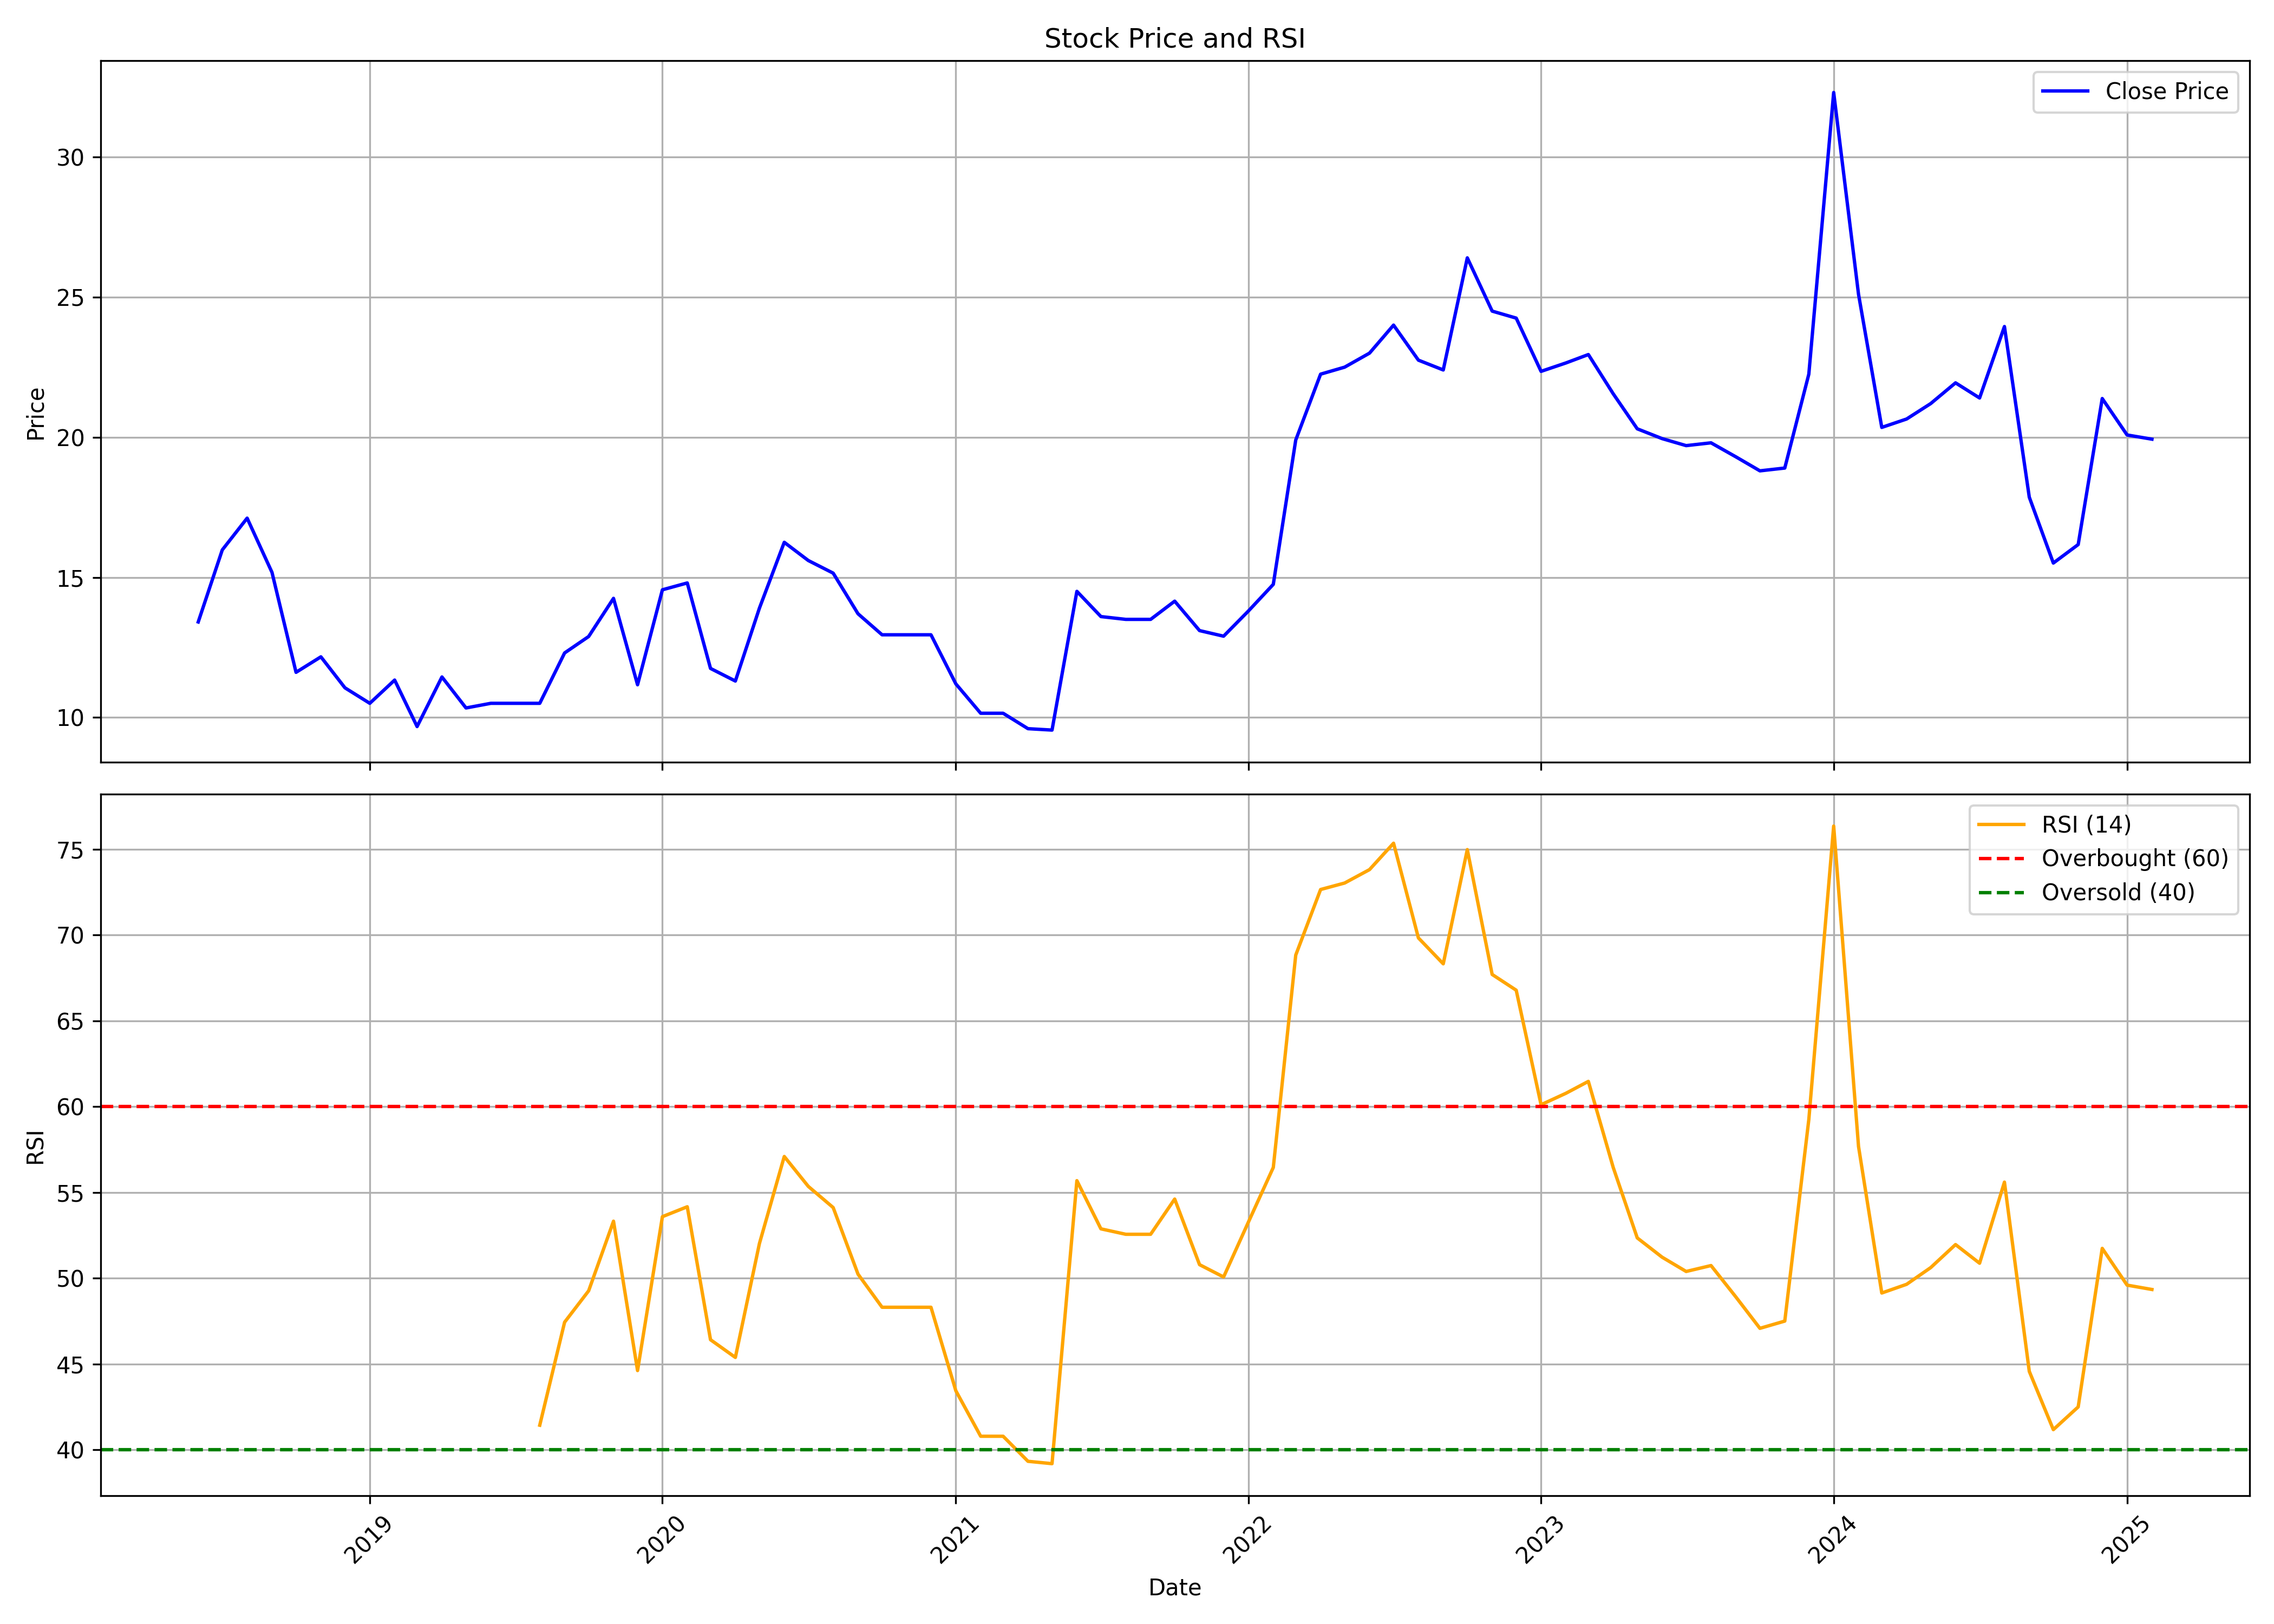 Stock Price and RSI
Close Price
Price
30
25
20
15
10
RSI (14)
Overbought (60)
Oversold (40)
RSI
75
70
65
60
55
50
45
40
2019
2020
2021
2022
2023
2024
2025
Date